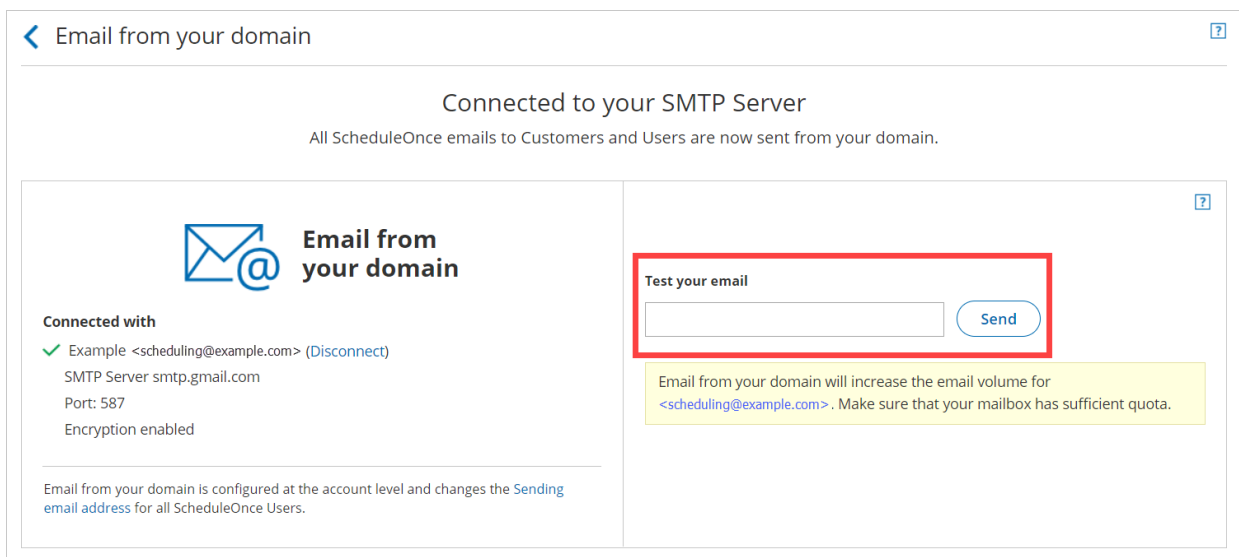 Email from your domain
?
Connected to your SMTP Server
All ScheduleOnce emails to Customers and Users are now sent from your domain.
@
Email from
your domain
Connected with
Example <scheduling@example.com> (Disconnect)
SMTP Server smtp.gmail.com
Port: 587
Encryption enabled
Email from your domain is configured at the account level and changes the Sending
email address for all ScheduleOnce Users.
?
Test your email
Send
Email from your domain will increase the email volume for
<scheduling@example.com>. Make sure that your mailbox has sufficient quota.